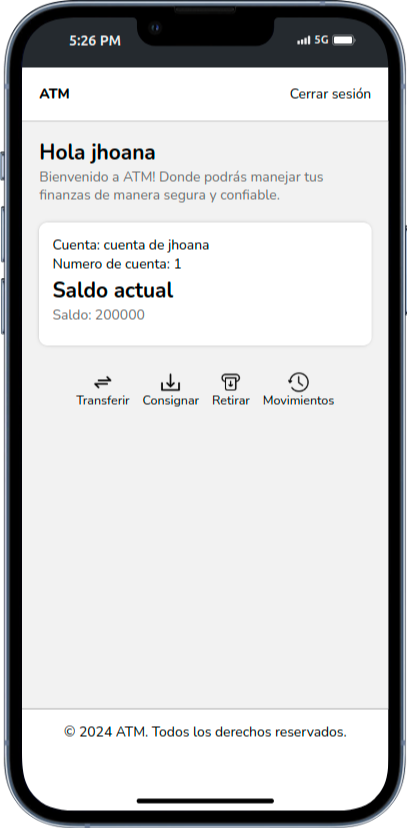 5:26 PM 5G
ATM Cerrar sesión
Hola jhoana
Bienvenido a ATM! Donde podrás manejar tus
finanzas de manera segura y confiable.
Cuenta: cuenta de jhoana
Numero de cuenta: 1
Saldo actual
Saldo: 200000
Transferir Consignar Retirar Movimientos
© 2024 ATM. Todos los derechos reservados.